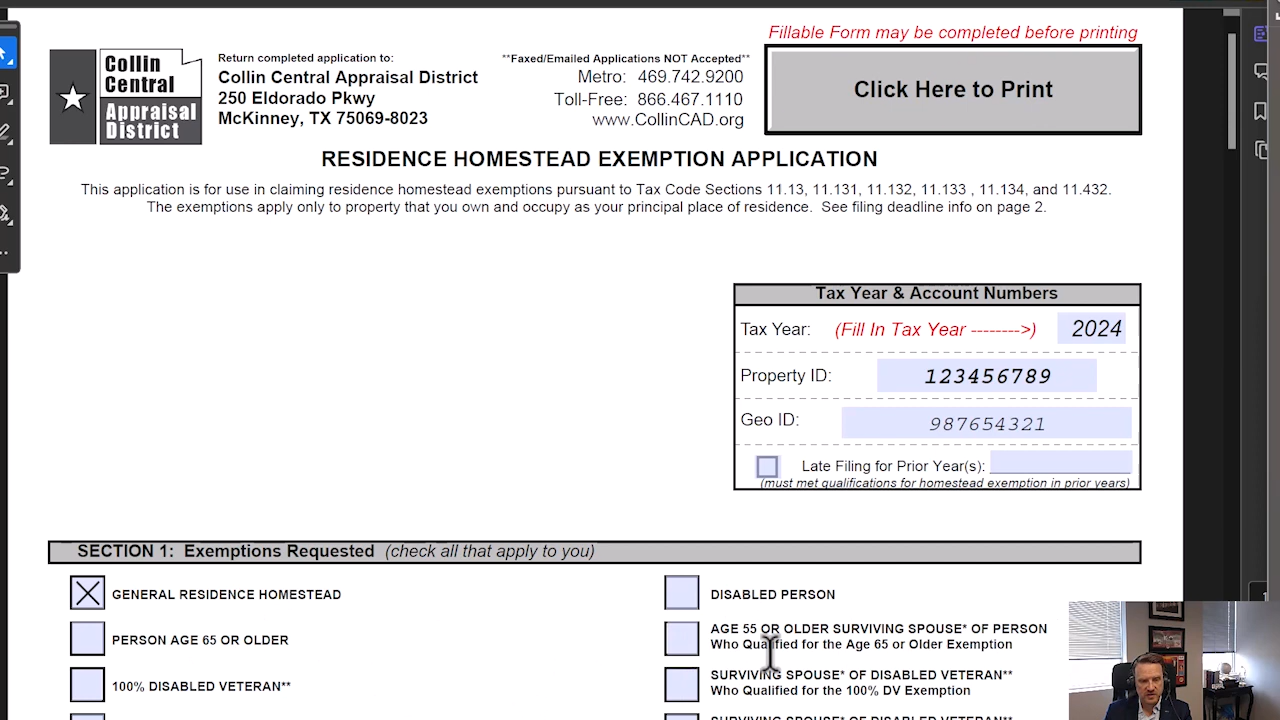 Fillable Form may be completed before printing
Collin
Central
Appraisal
District
Return completed application to:
Collin Central Appraisal District
250 Eldorado Pkwy
McKinney, TX 75069-8023
**Faxed/Emailed Applications NOT Accepted**
Metro: 469.742.9200
Toll-Free: 866.467.1110
www.CollinCAD.org
Click Here to Print
RESIDENCE HOMESTEAD EXEMPTION APPLICATION
This application is for use in claiming residence homestead exemptions pursuant to Tax Code Sections 11.13, 11.131, 11.132, 11.133 , 11.134, and 11.432.
The exemptions apply only to property that you own and occupy as your principal place of residence. See filing deadline info on page 2.
Tax Year & Account Numbers
Tax Year: (Fill In Tax Year -------->) 2024
Property ID: 123456789
Geo ID: 987654321
Late Filing for Prior Year(s):
(must met qualifications for homestead exemption in prior years)
SECTION 1: Exemptions Requested (check all that apply to you)
GENERAL RESIDENCE HOMESTEAD
DISABLED PERSON
PERSON AGE 65 OR OLDER
AGE 55 OR OLDER SURVIVING SPOUSE* OF PERSON
Who Qualified for the Age 65 or Older Exemption
100% DISABLED VETERAN**
SURVIVING SPOUSE* OF DISABLED VETERAN**
Who Qualified for the 100% DV Exemption
SURVIVING SPOUSE* OF DISABLED VETERAN**